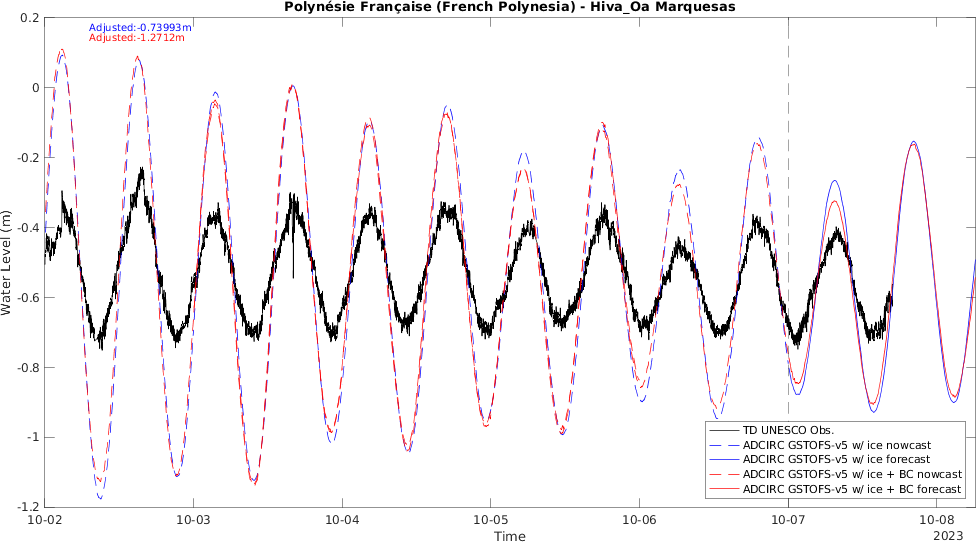 Polynésie Française (French Polynesia) - Hiva_Oa Marquesas
Adjusted:-0.73993m
Adjusted:-1.2712m
0.2
0
-0.2
-0.4
-0.6
-0.8
-1
-1.2
Water Level (m)
TD UNESCO Obs.
ADCIRC GSTOFS-v5 w/ ice nowcast
ADCIRC GSTOFS-v5 w/ ice forecast
ADCIRC GSTOFS-v5 w/ ice + BC nowcast
ADCIRC GSTOFS-v5 w/ ice + BC forecast
10-02 10-03 10-04 10-05 10-06 10-07 10-08
Time
2023